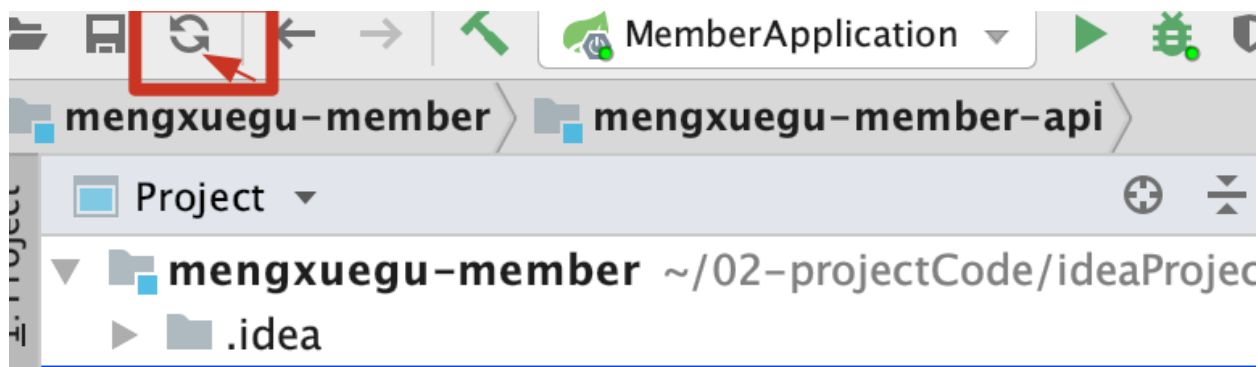 MemberApplication
mengxuegu-member mengxuegu-member-api
Project
mengxuegu-member ~/02-projectCode/ideaProjec
.idea